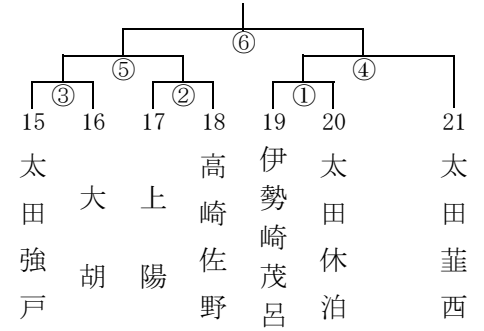 ⑥
⑤ ④
③ ② ①
15 16 17 18 19 20 21
太田強戸
大胡
上陽
高崎佐野
伊勢崎茂呂
太田休泊
太田韮西